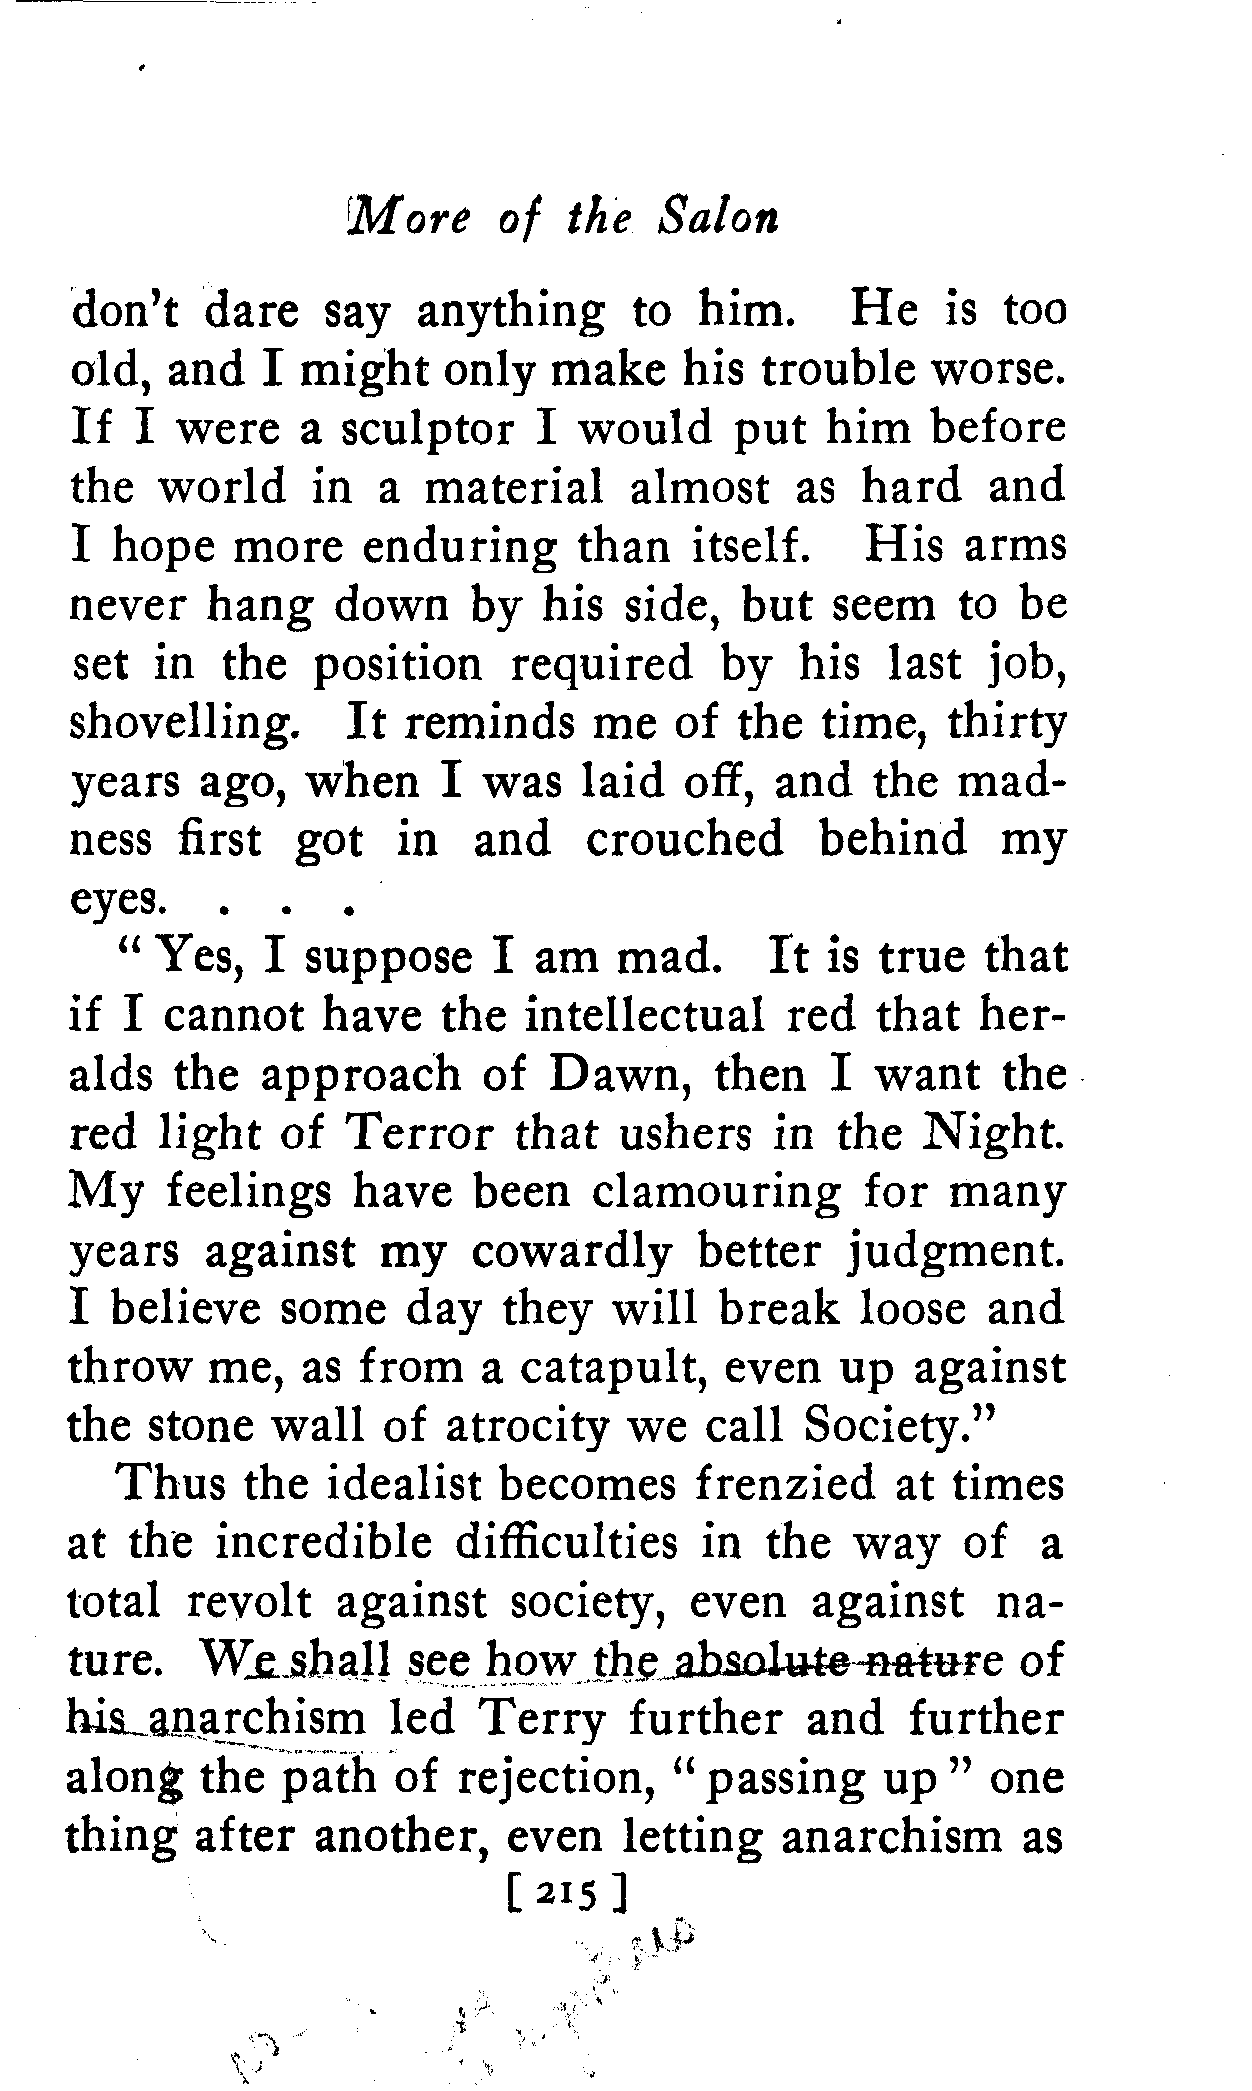 More of the Salon
don't dare say anything to him. He is too
old, and I might only make his trouble worse.
If I were a sculptor I would put him before
the world in a material almost as hard and
I hope more enduring than itself. His arms
never hang down by his side, but seem to be
set in the position required by his last job,
shovelling. It reminds me of the time, thirty
years ago, when I was laid off, and the mad-
ness first got in and crouched behind my
eyes. . . .
" Yes, I suppose I am mad. It is true that
if I cannot have the intellectual red that her-
alds the approach of Dawn, then I want the
red light of Terror that ushers in the Night.
My feelings have been clamouring for many
years against my cowardly better judgment.
I believe some day they will break loose and
throw me, as from a catapult, even up against
the stone wall of atrocity we call Society."
Thus the idealist becomes frenzied at times
at the incredible difficulties in the way of a
total revolt against society, even against na-
ture. We shall see how the absolute nature of
his anarchism led Terry further and further
along the path of rejection, " passing up " one
thing after another, even letting anarchism as
[ 215 ]